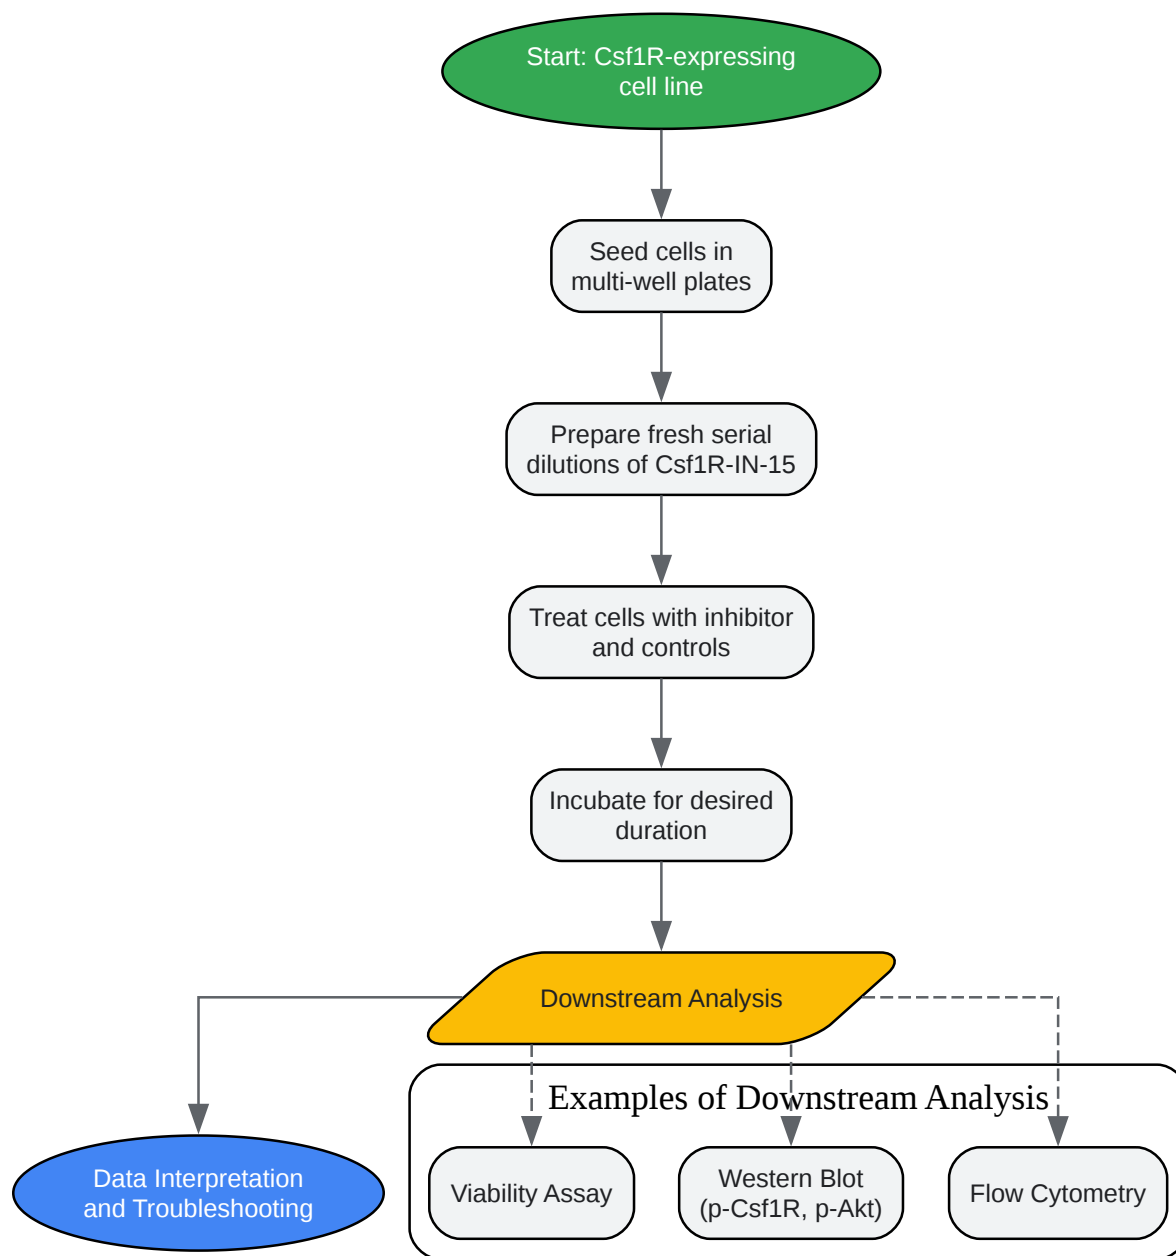 Start: Csf1R-expressing
cell line
Seed cells in
multi-well plates
Prepare fresh serial
dilutions of Csf1R-IN-15
Treat cells with inhibitor
and controls
Incubate for desired
duration
Downstream Analysis
Examples of Downstream Analysis
Data Interpretation
and Troubleshooting
Viability Assay
Western Blot
(p-Csf1R, p-Akt)
Flow Cytometry